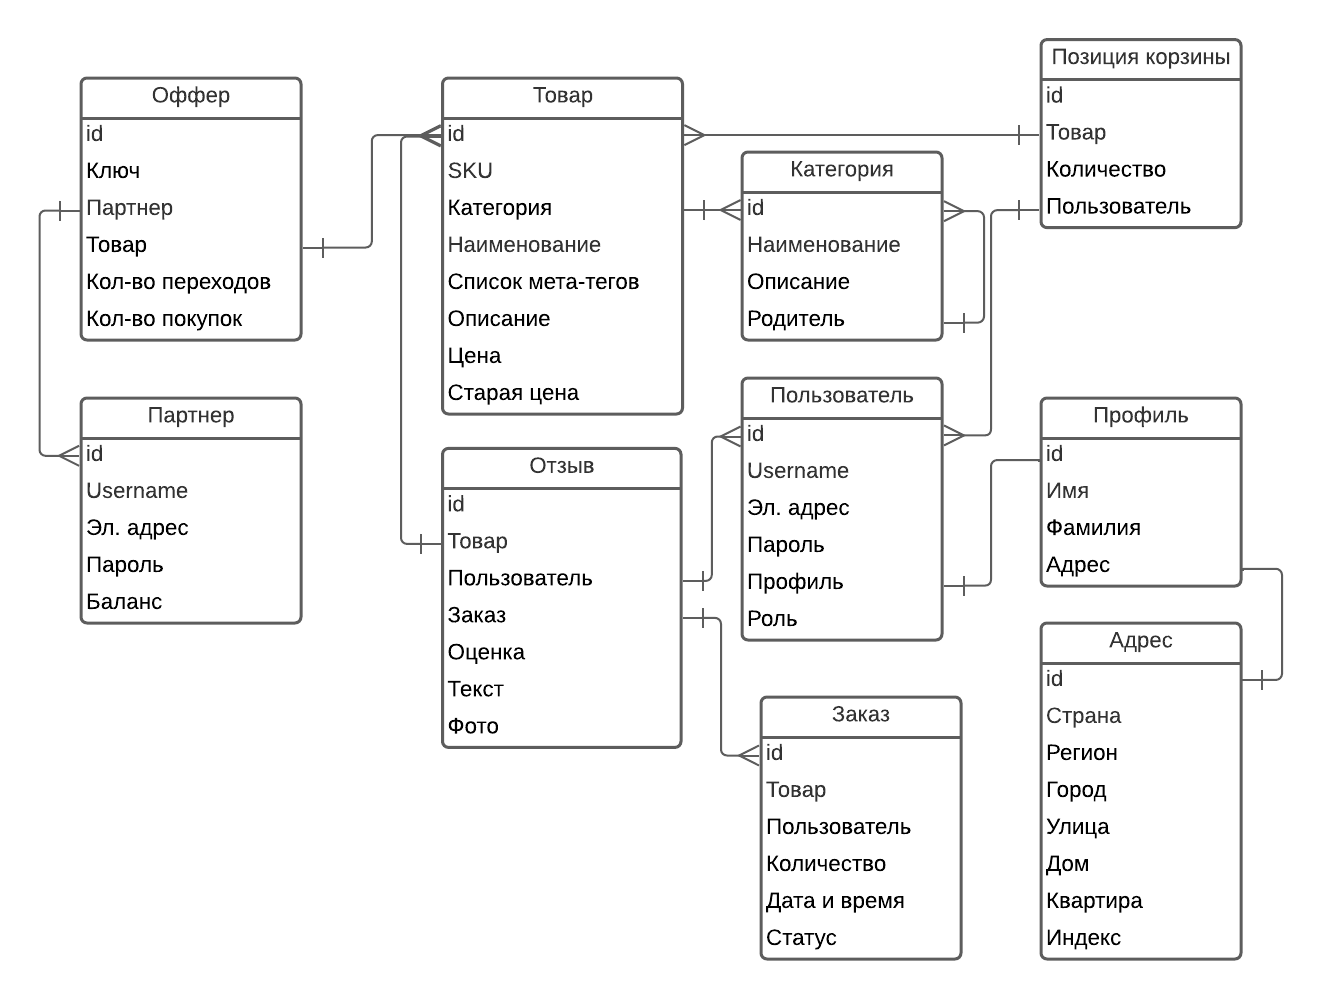 Оффер
id
Ключ
Партнер
Товар
Кол-во переходов
Кол-во покупок
Партнер
id
Username
Эл. адрес
Пароль
Баланс
Товар
id
SKU
Категория
Наименование
Список мета-тегов
Описание
Цена
Старая цена
Отзыв
id
Товар
Пользователь
Заказ
Оценка
Текст
Фото
Категория
id
Наименование
Описание
Родитель
Пользователь
id
Username
Эл. адрес
Пароль
Профиль
Роль
Заказ
id
Товар
Пользователь
Количество
Дата и время
Статус
Позиция корзины
id
Товар
Количество
Пользователь
Профиль
id
Имя
Фамилия
Адрес
Адрес
id
Страна
Регион
Город
Улица
Дом
Квартира
Индекс